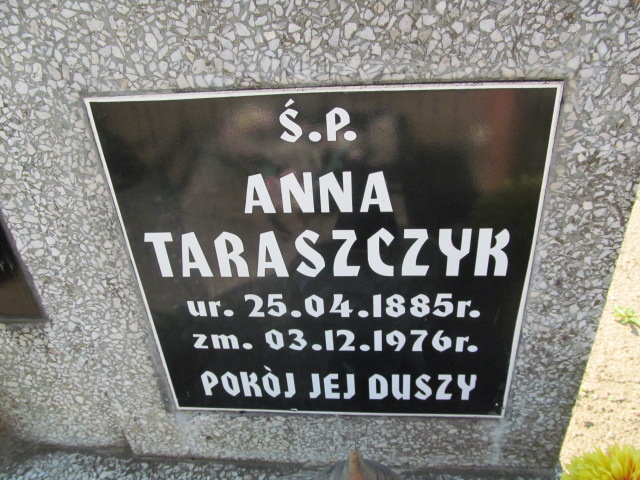 Ś.P.
ANNA
TARASZCZYK
ur. 25.04.1885r.
zm. 03.12.1976r.
POKÒJ JEJ DUSZY